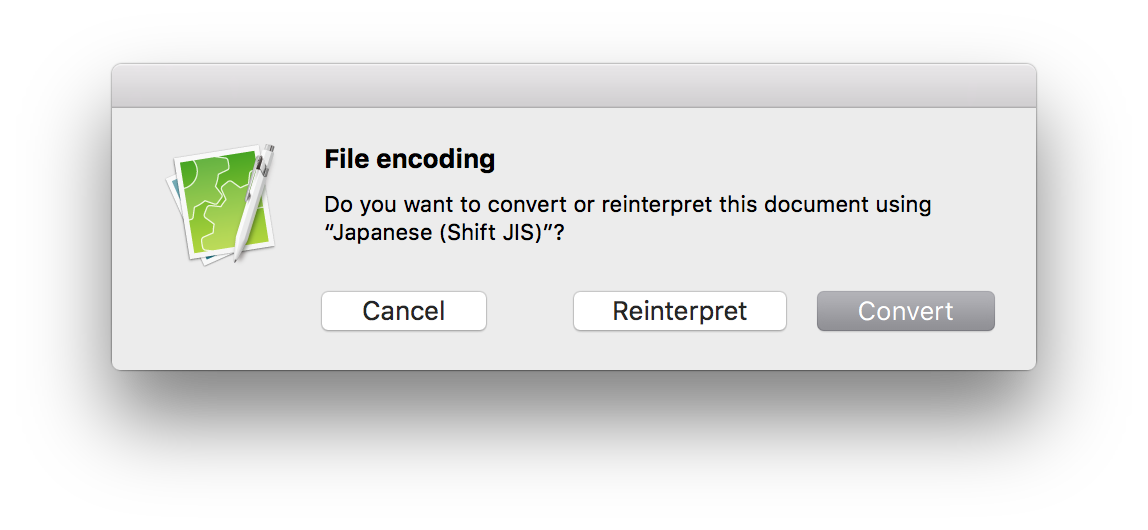 File encoding
Do you want to convert or reinterpret this document using
“Japanese (Shift JIS)”?
Cancel
Reinterpret
Convert